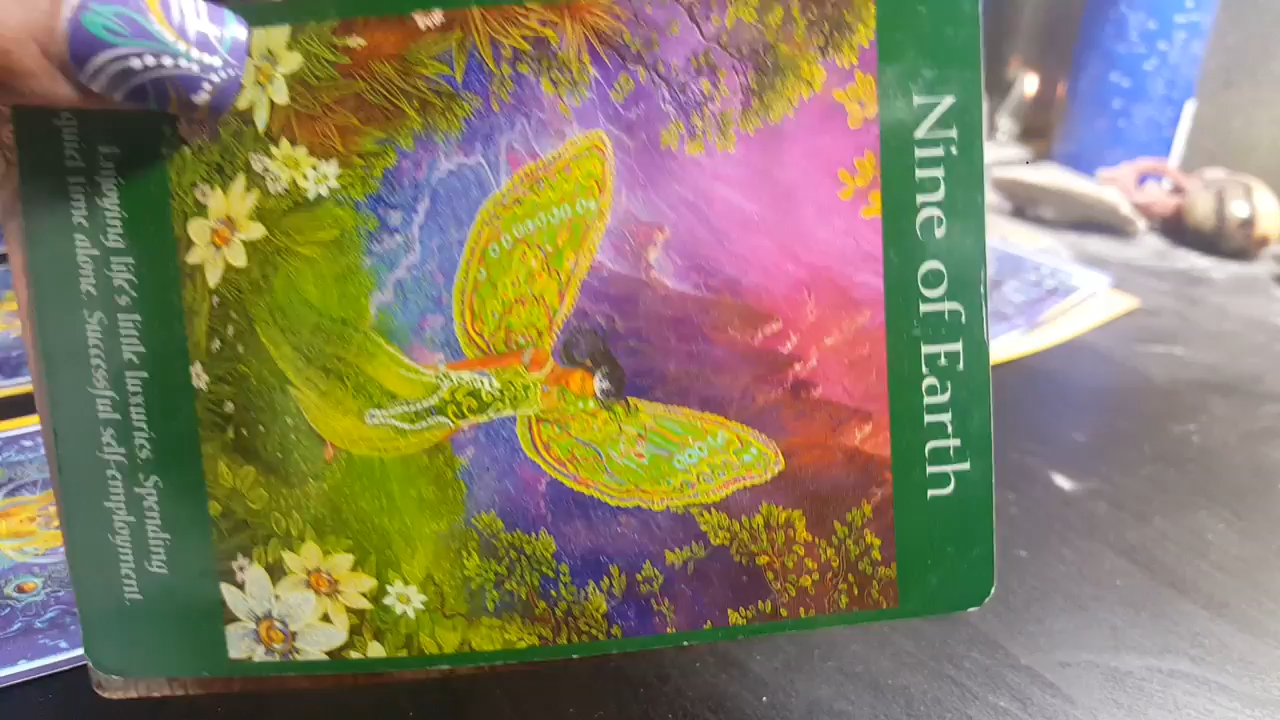 Nine of Earth
Enjoying life's little luxuries. Spending
quiet time alone. Successful self-employment.